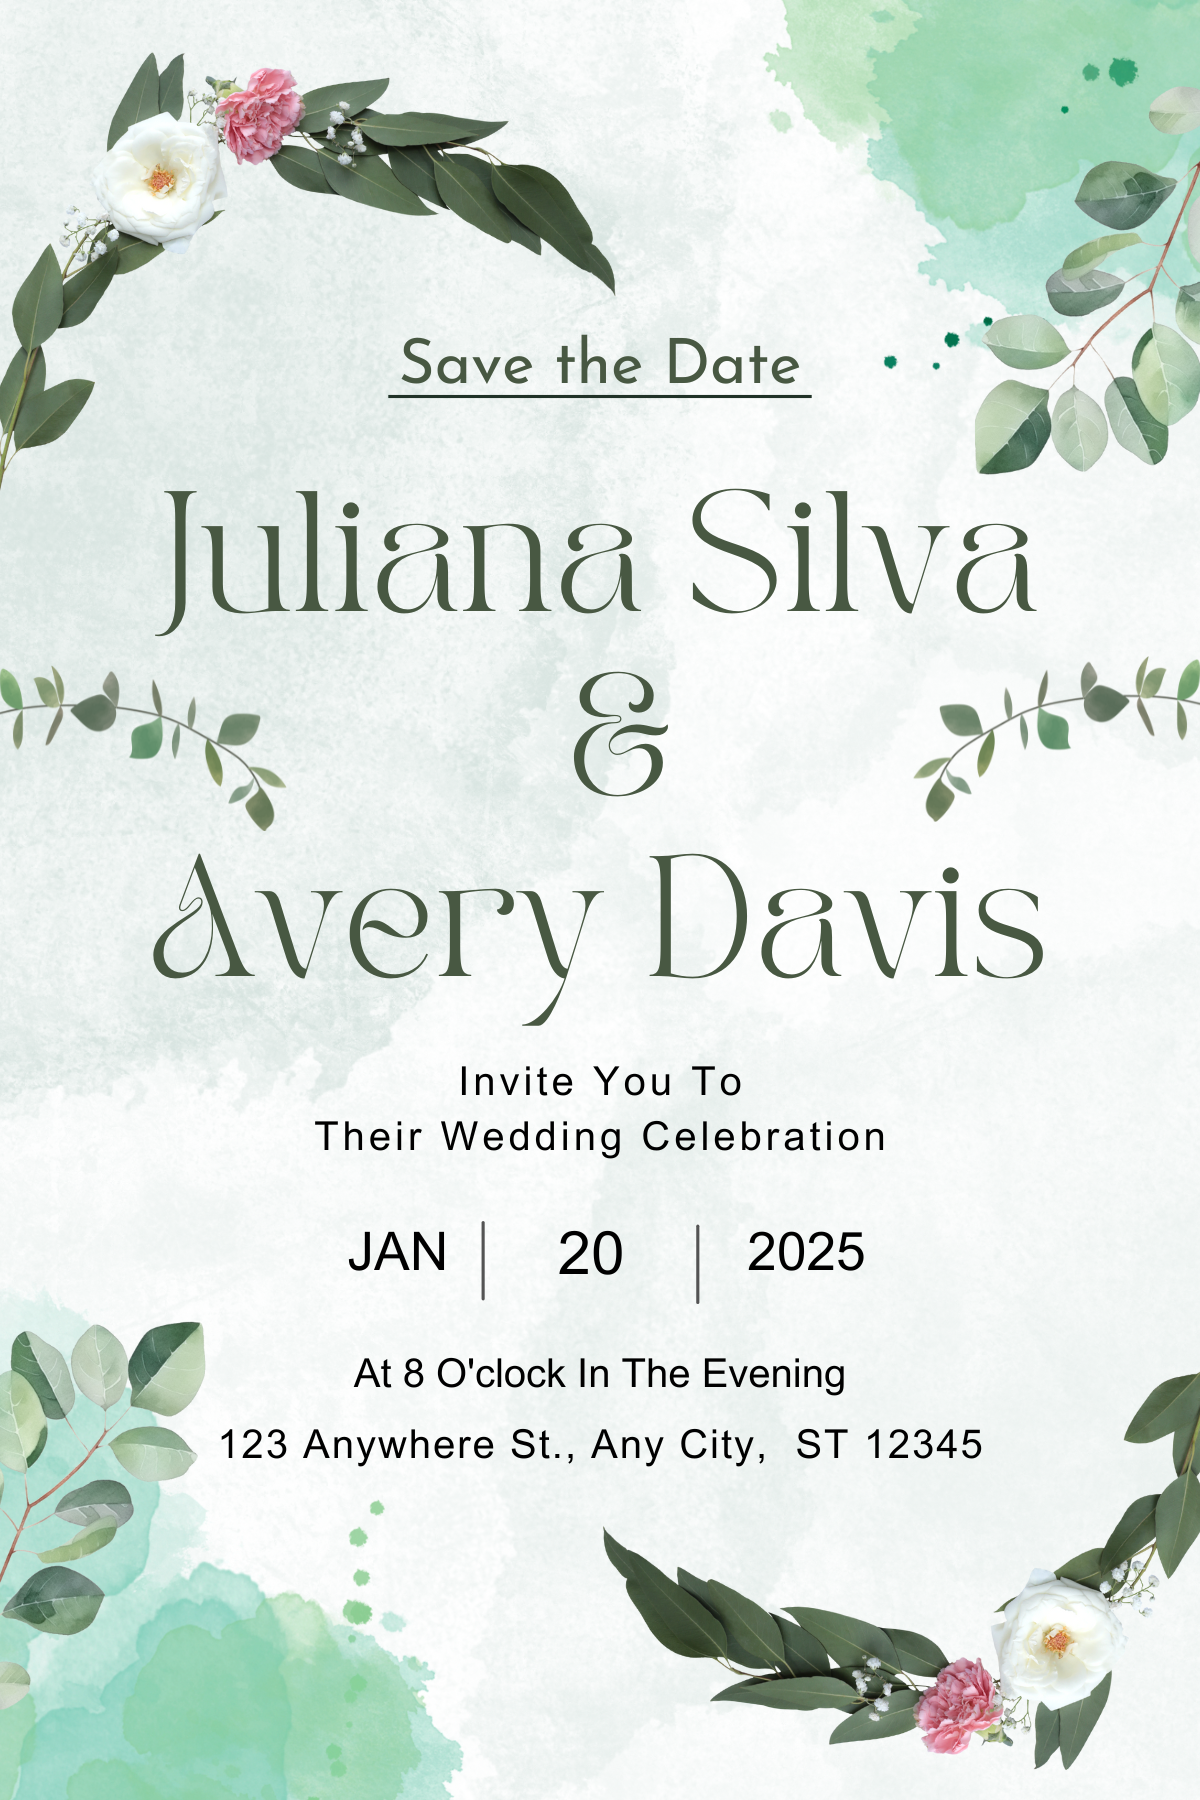 Save the Date
Juliana Silva
&
Avery Davis
Invite You To
Their Wedding Celebration
JAN 20 2025
At 8 O'clock In The Evening
123 Anywhere St., Any City,  ST 12345